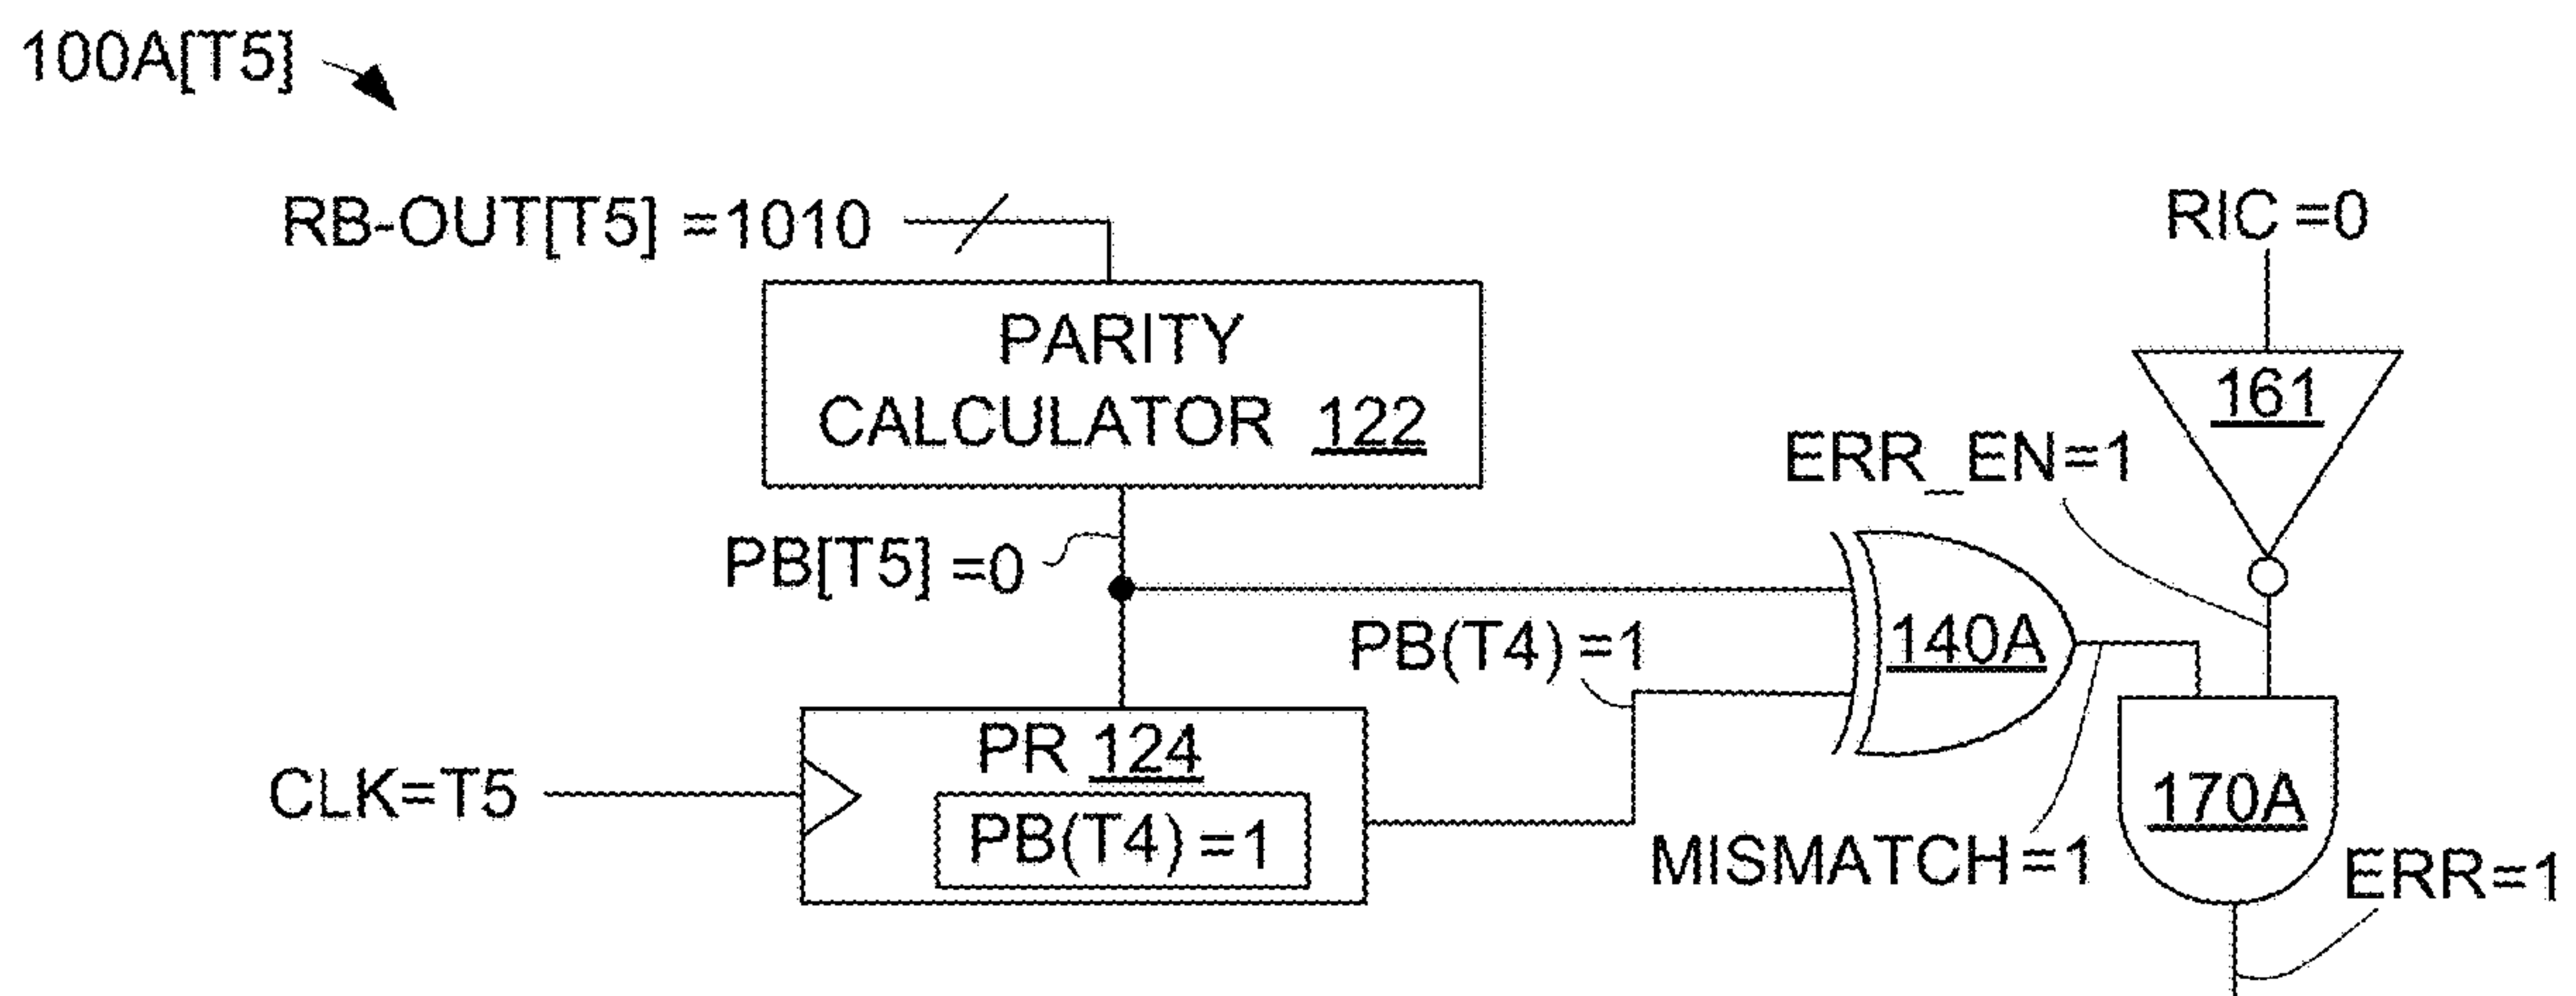 100A[T5]
RB-OUT[T5] =1010
RIC =0
PARITY
CALCULATOR 122
161
ERR_EN=1
PB[T5] =0
140A
PB(T4) =1
PR 124
CLK=T5
PB(T4) =1
170A
MISMATCH =1
ERR=1